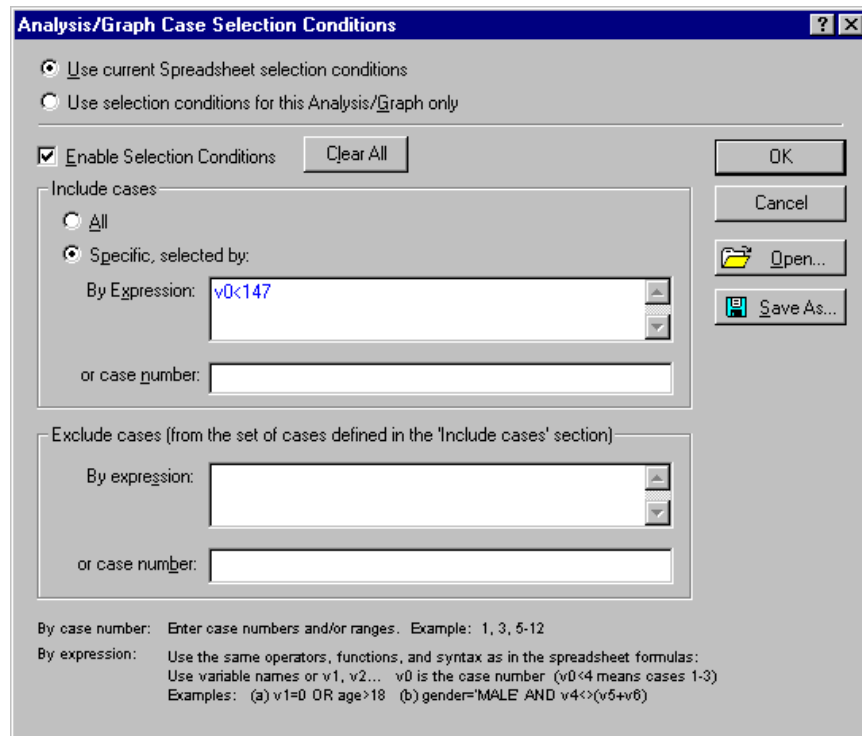 Analysis/Graph Case Selection Conditions
Use current Spreadsheet selection conditions
Use selection conditions for this Analysis/Graph only
Enable Selection Conditions
Clear All
OK
Include cases
Cancel
All
Specific, selected by:
Open...
By Expression:
v0<147
Save As...
or case number:
Exclude cases (from the set of cases defined in the 'Include cases' section)
By expression:
or case number:
By case number: Enter case numbers and/or ranges. Example: 1, 3, 5-12
By expression: Use the same operators, functions, and syntax as in the spreadsheet formulas:
Use variable names or v1, v2... v0 is the case number (v0<4 means cases 1-3)
Examples: (a) v1=0 OR age>18 (b) gender='MALE' AND v4<>(v5+v6)